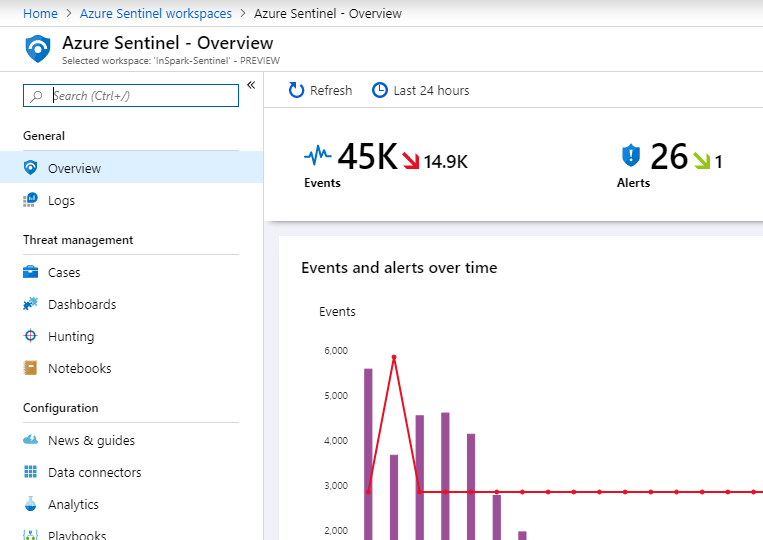 Home > Azure Sentinel workspaces > Azure Sentinel - Overview
Azure Sentinel - Overview
Selected workspace: 'InSpark-Sentinel' - PREVIEW
Search (Ctrl+/)
«
General
Overview
Logs
Threat management
Cases
Dashboards
Hunting
Notebooks
Configuration
News & guides
Data connectors
Analytics
Playbooks
Refresh
Last 24 hours
45K 14.9K
Events
26 1
Alerts
Events and alerts over time
Events
6,000
5,000
4,000
3,000
2,000